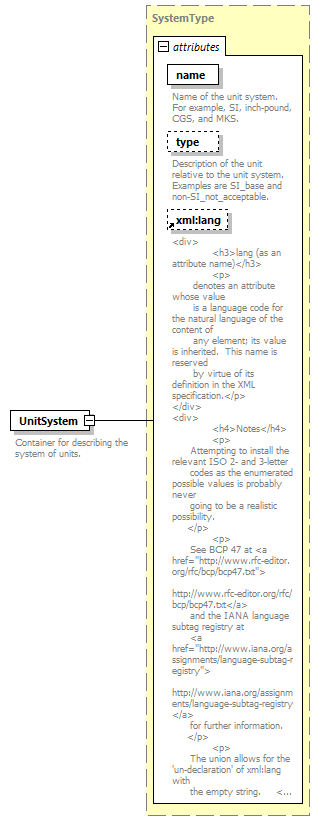 SystemType
attributes
name
Name of the unit system.
For example, SI, inch-pound,
CGS, and MKS.
type
Description of the unit
relative to the unit system.
Examples are SI_base and
non-SI_not_acceptable.
xml:lang
<div>
<h3>lang (as an
attribute name)</h3>
<p>
denotes an attribute
whose value
is a language code for
the natural language of the
content of
any element; its value
is inherited.  This name is
reserved
by virtue of its
definition in the XML
specification.</p>
</div>
<div>
<h4>Notes</h4>
<p>
Attempting to install the
relevant ISO 2- and 3-letter
codes as the enumerated
possible values is probably
never
going to be a realistic
possibility.
</p>
<p>
See BCP 47 at <a
href="http://www.rfc-editor.
org/rfc/bcp/bcp47.txt">
http://www.rfc-editor.org/rfc/
bcp/bcp47.txt</a>
and the IANA language
subtag registry at
<a
href="http://www.iana.org/a
ssignments/language-subtag-r
egistry">
http://www.iana.org/assignm
ents/language-subtag-registry
</a>
for further information.
</p>
<p>
The union allows for the
'un-declaration' of xml:lang
with
the empty string.     <...
UnitSystem
Container for describing the
system of units.